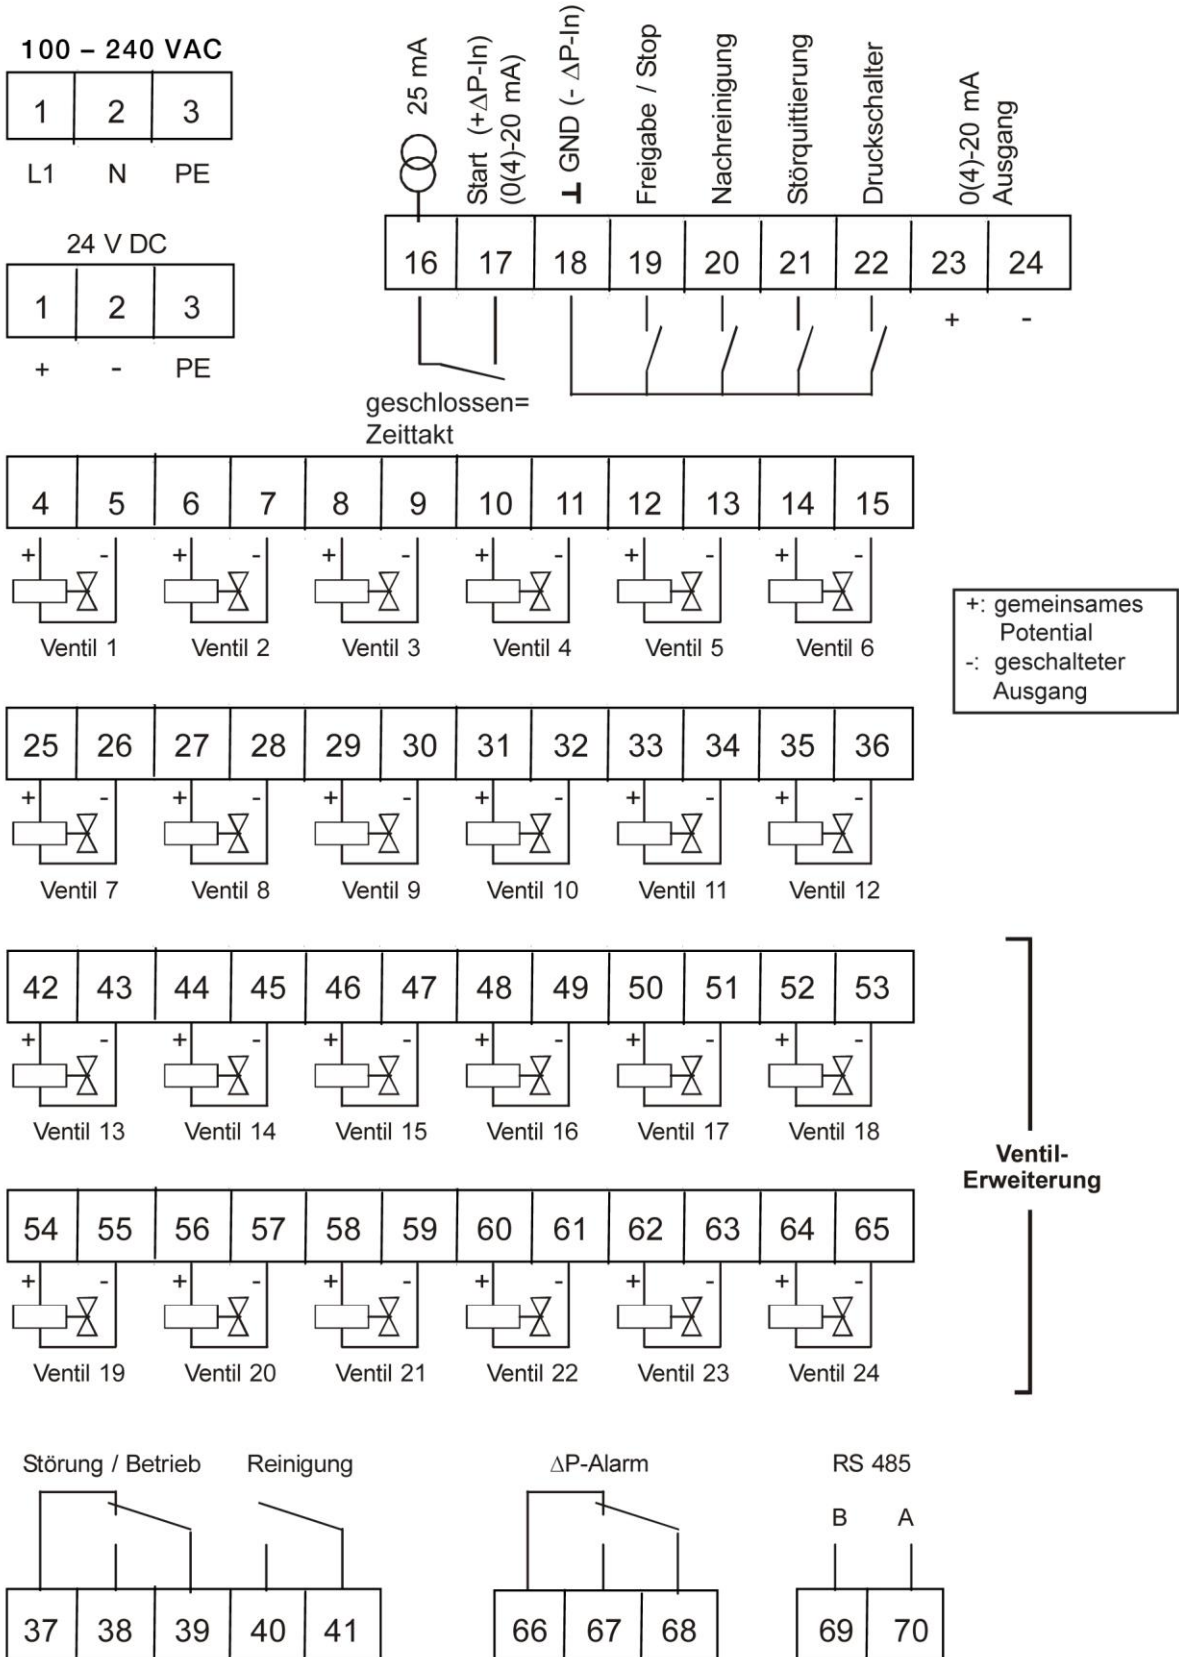 100 – 240 VAC
1 2 3
L1 N PE
24 V DC
1 2 3
+ - PE
25 mA
Start (+ΔP-In)
(0(4)-20 mA)
⊥ GND (- ΔP-In)
Freigabe / Stop
Nachreinigung
Störquittierung
Druckschalter
0(4)-20 mA
Ausgang
16 17 18 19 20 21 22 23 24
+ -
geschlossen=
Zeittakt
4 5 6 7 8 9 10 11 12 13 14 15
+ - + - + - + - + - + -
Ventil 1 Ventil 2 Ventil 3 Ventil 4 Ventil 5 Ventil 6
+: gemeinsames
Potential
-: geschalteter
Ausgang
25 26 27 28 29 30 31 32 33 34 35 36
+ - + - + - + - + - + -
Ventil 7 Ventil 8 Ventil 9 Ventil 10 Ventil 11 Ventil 12
42 43 44 45 46 47 48 49 50 51 52 53
+ - + - + - + - + - + -
Ventil 13 Ventil 14 Ventil 15 Ventil 16 Ventil 17 Ventil 18
Ventil-
Erweiterung
54 55 56 57 58 59 60 61 62 63 64 65
+ - + - + - + - + - + -
Ventil 19 Ventil 20 Ventil 21 Ventil 22 Ventil 23 Ventil 24
Störung / Betrieb Reinigung ΔP-Alarm RS 485
B A
37 38 39 40 41 66 67 68 69 70